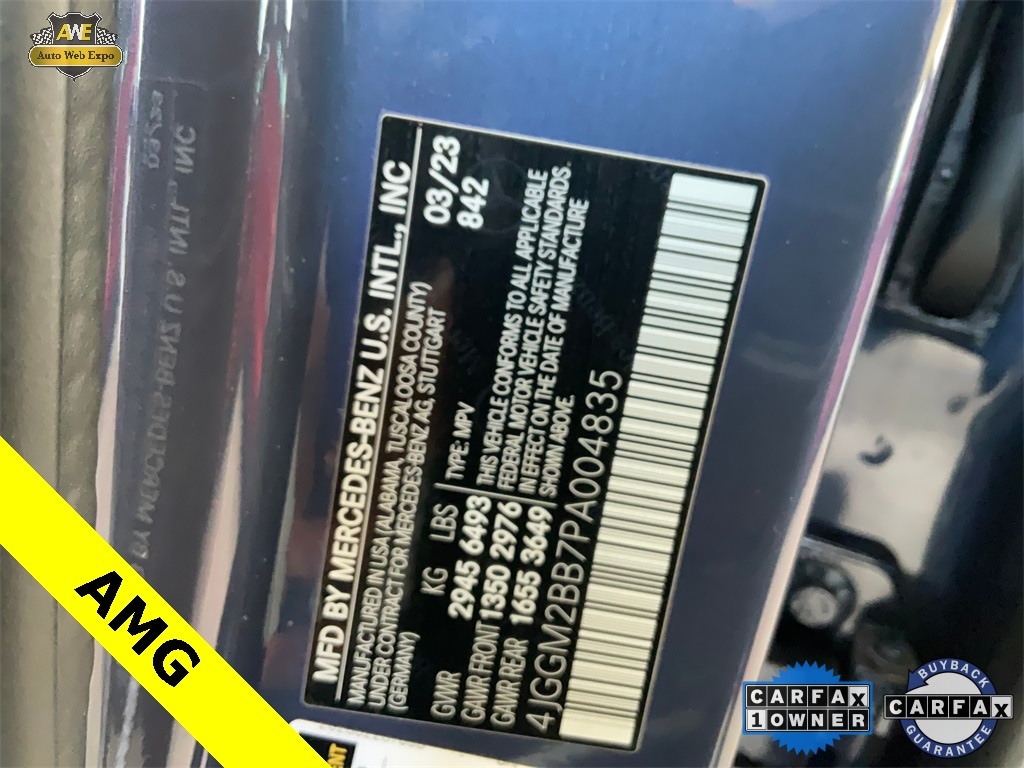 AWE
Auto Web Expo
MFD BY MERCEDES-BENZ U.S. INTL., INC
MANUFACTURED IN USA (ALABAMA, TUSCALOOSA COUNTY)
UNDER CONTRACT FOR MERCEDES-BENZ AG, STUTTGART
(GERMANY)
03/23
842
KG LBS
GVWR 2945 6493
GAWR FRONT 1350 2976
GAWR REAR 1655 3649
TYPE: MPV
THIS VEHICLE CONFORMS TO ALL APPLICABLE
FEDERAL MOTOR VEHICLE SAFETY STANDARDS.
IN EFFECT ON THE DATE OF MANUFACTURE
SHOWN ABOVE.
4JGGM2BB7PA004835
AMG
CARFAX
1 OWNER
BUYBACK
CARFAX
GUARANTEE